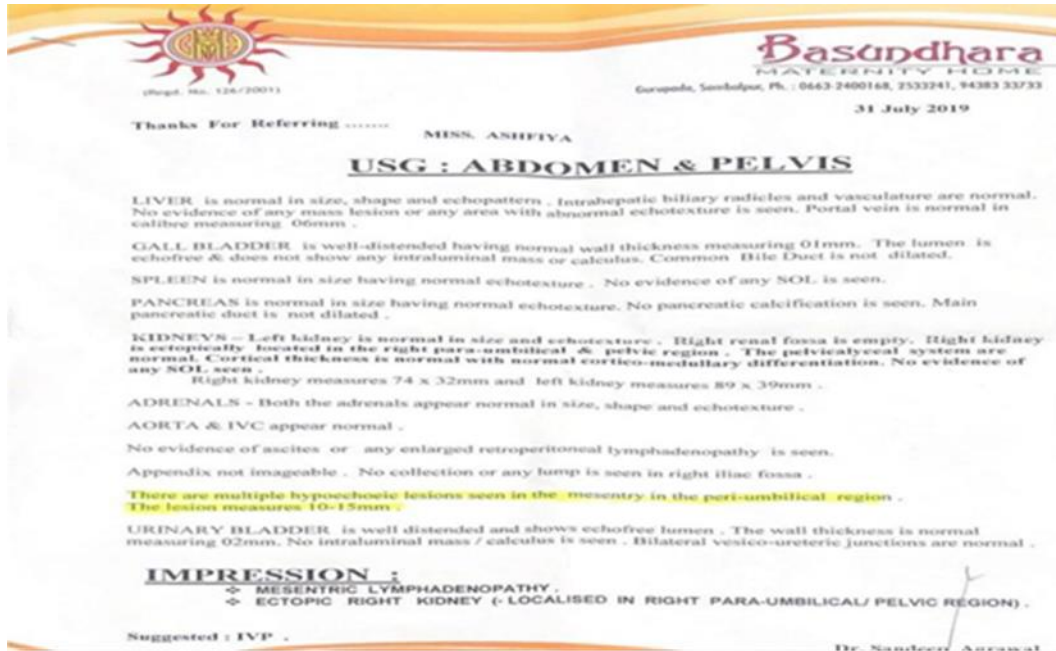 (Regd. No. 126/2001)
Basundhara
MATERNITY HOME
Gurupada, Sambalpur, Ph. : 0663-2400168, 2533241, 94383 33733
31 July 2019
Thanks For Referring .......
MISS. ASHFIYA
USG : ABDOMEN & PELVIS
LIVER is normal in size, shape and echopattern . Intrahepatic biliary radicles and vasculature are normal.
No evidence of any mass lesion or any area with abnormal echotexture is seen. Portal vein is normal in
calibre measuring 06mm .
GALL BLADDER is well-distended having normal wall thickness measuring 01mm. The lumen is
echofree & does not show any intraluminal mass or calculus. Common Bile Duct is not dilated.
SPLEEN is normal in size having normal echotexture . No evidence of any SOL is seen.
PANCREAS is normal in size having normal echotexture. No pancreatic calcification is seen. Main
pancreatic duct is not dilated .
KIDNEYS – Left kidney is normal in size and echotexture . Right renal fossa is empty. Right kidney
is ectopically located in the right para-umbilical & pelvic region . The pelvicalyceal system are
normal. Cortical thickness is normal with normal cortico-medullary differentiation. No evidence of
any SOL seen .
Right kidney measures 74 x 32mm and left kidney measures 89 x 39mm .
ADRENALS - Both the adrenals appear normal in size, shape and echotexture .
AORTA & IVC appear normal .
No evidence of ascites or any enlarged retroperitoneal lymphadenopathy is seen.
Appendix not imageable . No collection or any lump is seen in right iliac fossa .
There are multiple hypoechoeic lesions seen in the mesentry in the peri-umbilical region .
The lesion measures 10-15mm .
URINARY BLADDER is well distended and shows echofree lumen . The wall thickness is normal
measuring 02mm. No intraluminal mass / calculus is seen . Bilateral vesico-ureteric junctions are normal .
IMPRESSION :
MESENTRIC LYMPHADENOPATHY .
ECTOPIC RIGHT KIDNEY (- LOCALISED IN RIGHT PARA-UMBILICAL/ PELVIC REGION) .
Suggested : IVP .
Dr. Sandeep Agrawal